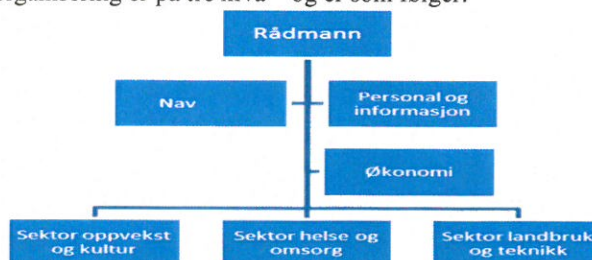 organisering er på tre nivå – og er som følger:
Rådmann
Nav
Personal og
informasjon
Økonomi
Sektor oppvekst
og kultur
Sektor helse og
omsorg
Sektor landbruk
og teknikk